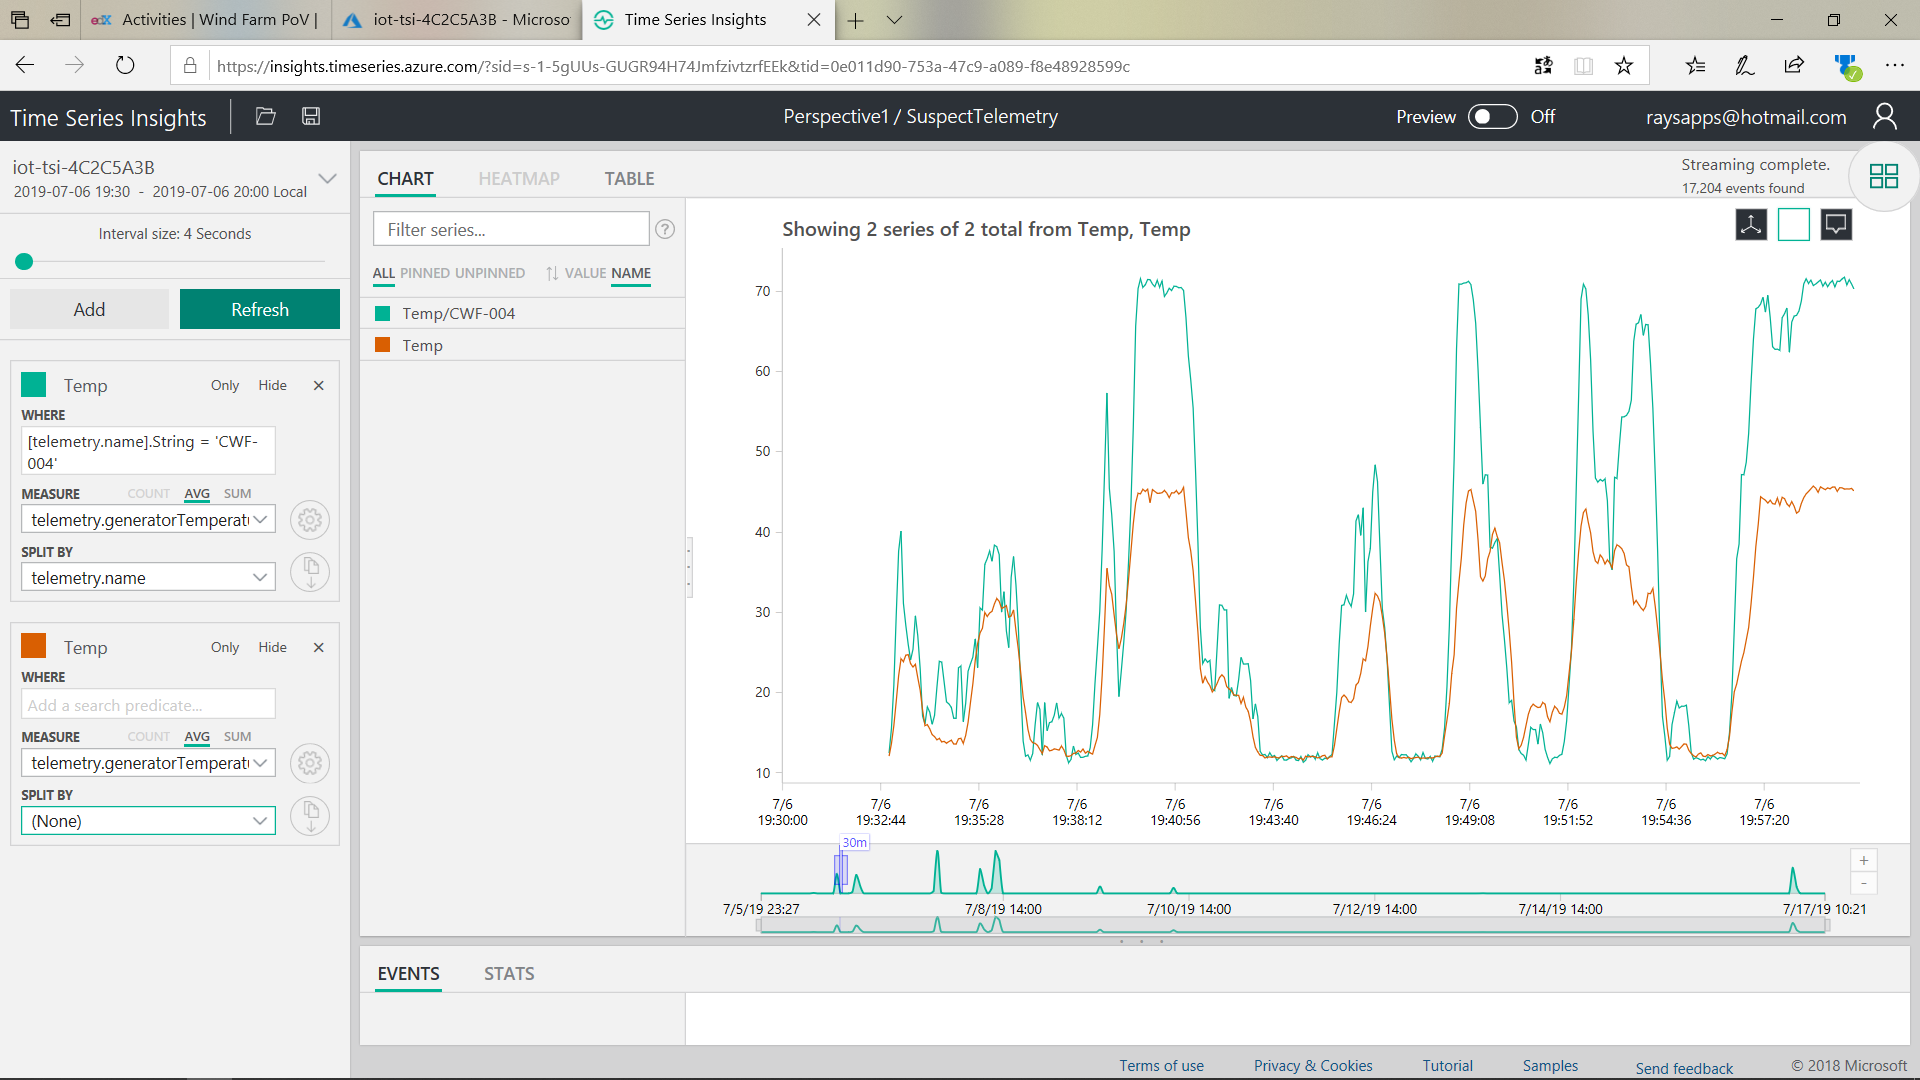 Activities | Wind Farm PoV |
iot-tsi-4C2C5A3B - Microso
Time Series Insights
https://insights.timeseries.azure.com/?sid=s-1-5gUUs-GUGR94H74JmfzivtzrfEEk&tid=0e011d90-753a-47c9-a089-f8e48928599c
Time Series Insights
Perspective1 / SuspectTelemetry
Preview Off
raysapps@hotmail.com
iot-tsi-4C2C5A3B
2019-07-06 19:30 - 2019-07-06 20:00 Local
Interval size: 4 Seconds
Add Refresh
Temp Only Hide
WHERE
[telemetry.name].String = 'CWF-
004'
MEASURE COUNT AVG SUM
telemetry.generatorTemperatu
SPLIT BY
telemetry.name
Temp Only Hide
WHERE
Add a search predicate...
MEASURE COUNT AVG SUM
telemetry.generatorTemperatu
SPLIT BY
(None)
CHART HEATMAP TABLE
Streaming complete.
17,204 events found
Filter series... ?
ALL PINNED UNPINNED VALUE NAME
Temp/CWF-004
Temp
Showing 2 series of 2 total from Temp, Temp
70
60
50
40
30
20
10
7/6 7/6 7/6 7/6 7/6 7/6 7/6 7/6 7/6 7/6 7/6
19:30:00 19:32:44 19:35:28 19:38:12 19:40:56 19:43:40 19:46:24 19:49:08 19:51:52 19:54:36 19:57:20
30m
+
-
7/5/19 23:27 7/8/19 14:00 7/10/19 14:00 7/12/19 14:00 7/14/19 14:00 7/17/19 10:21
EVENTS STATS
Terms of use Privacy & Cookies Tutorial Samples Send feedback © 2018 Microsoft